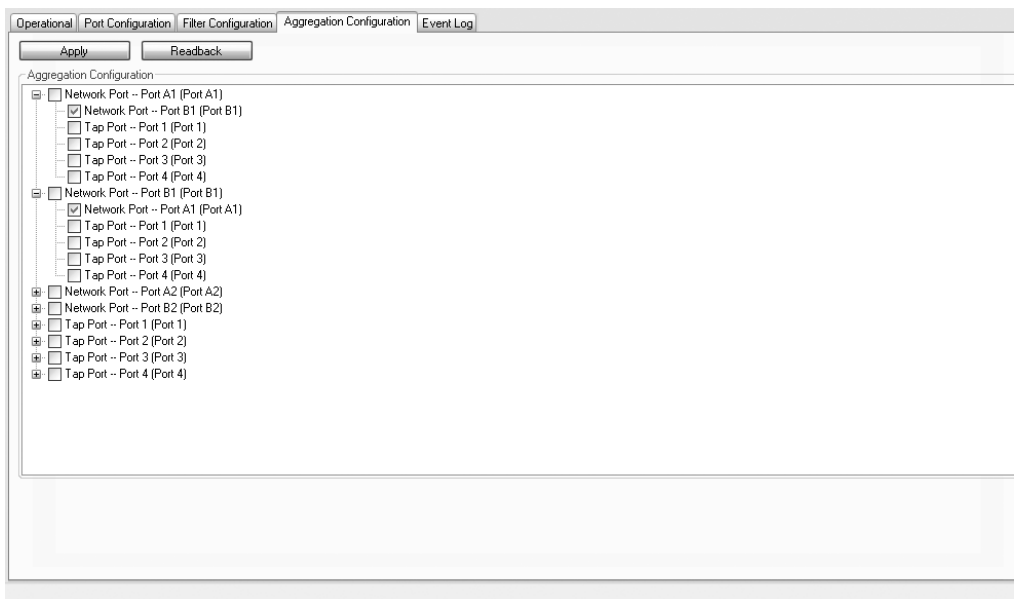 Operational Port Configuration Filter Configuration Aggregation Configuration Event Log
Apply Readback
Aggregation Configuration
Network Port -- Port A1 (Port A1)
Network Port -- Port B1 (Port B1)
Tap Port -- Port 1 (Port 1)
Tap Port -- Port 2 (Port 2)
Tap Port -- Port 3 (Port 3)
Tap Port -- Port 4 (Port 4)
Network Port -- Port B1 (Port B1)
Network Port -- Port A1 (Port A1)
Tap Port -- Port 1 (Port 1)
Tap Port -- Port 2 (Port 2)
Tap Port -- Port 3 (Port 3)
Tap Port -- Port 4 (Port 4)
Network Port -- Port A2 (Port A2)
Network Port -- Port B2 (Port B2)
Tap Port -- Port 1 (Port 1)
Tap Port -- Port 2 (Port 2)
Tap Port -- Port 3 (Port 3)
Tap Port -- Port 4 (Port 4)